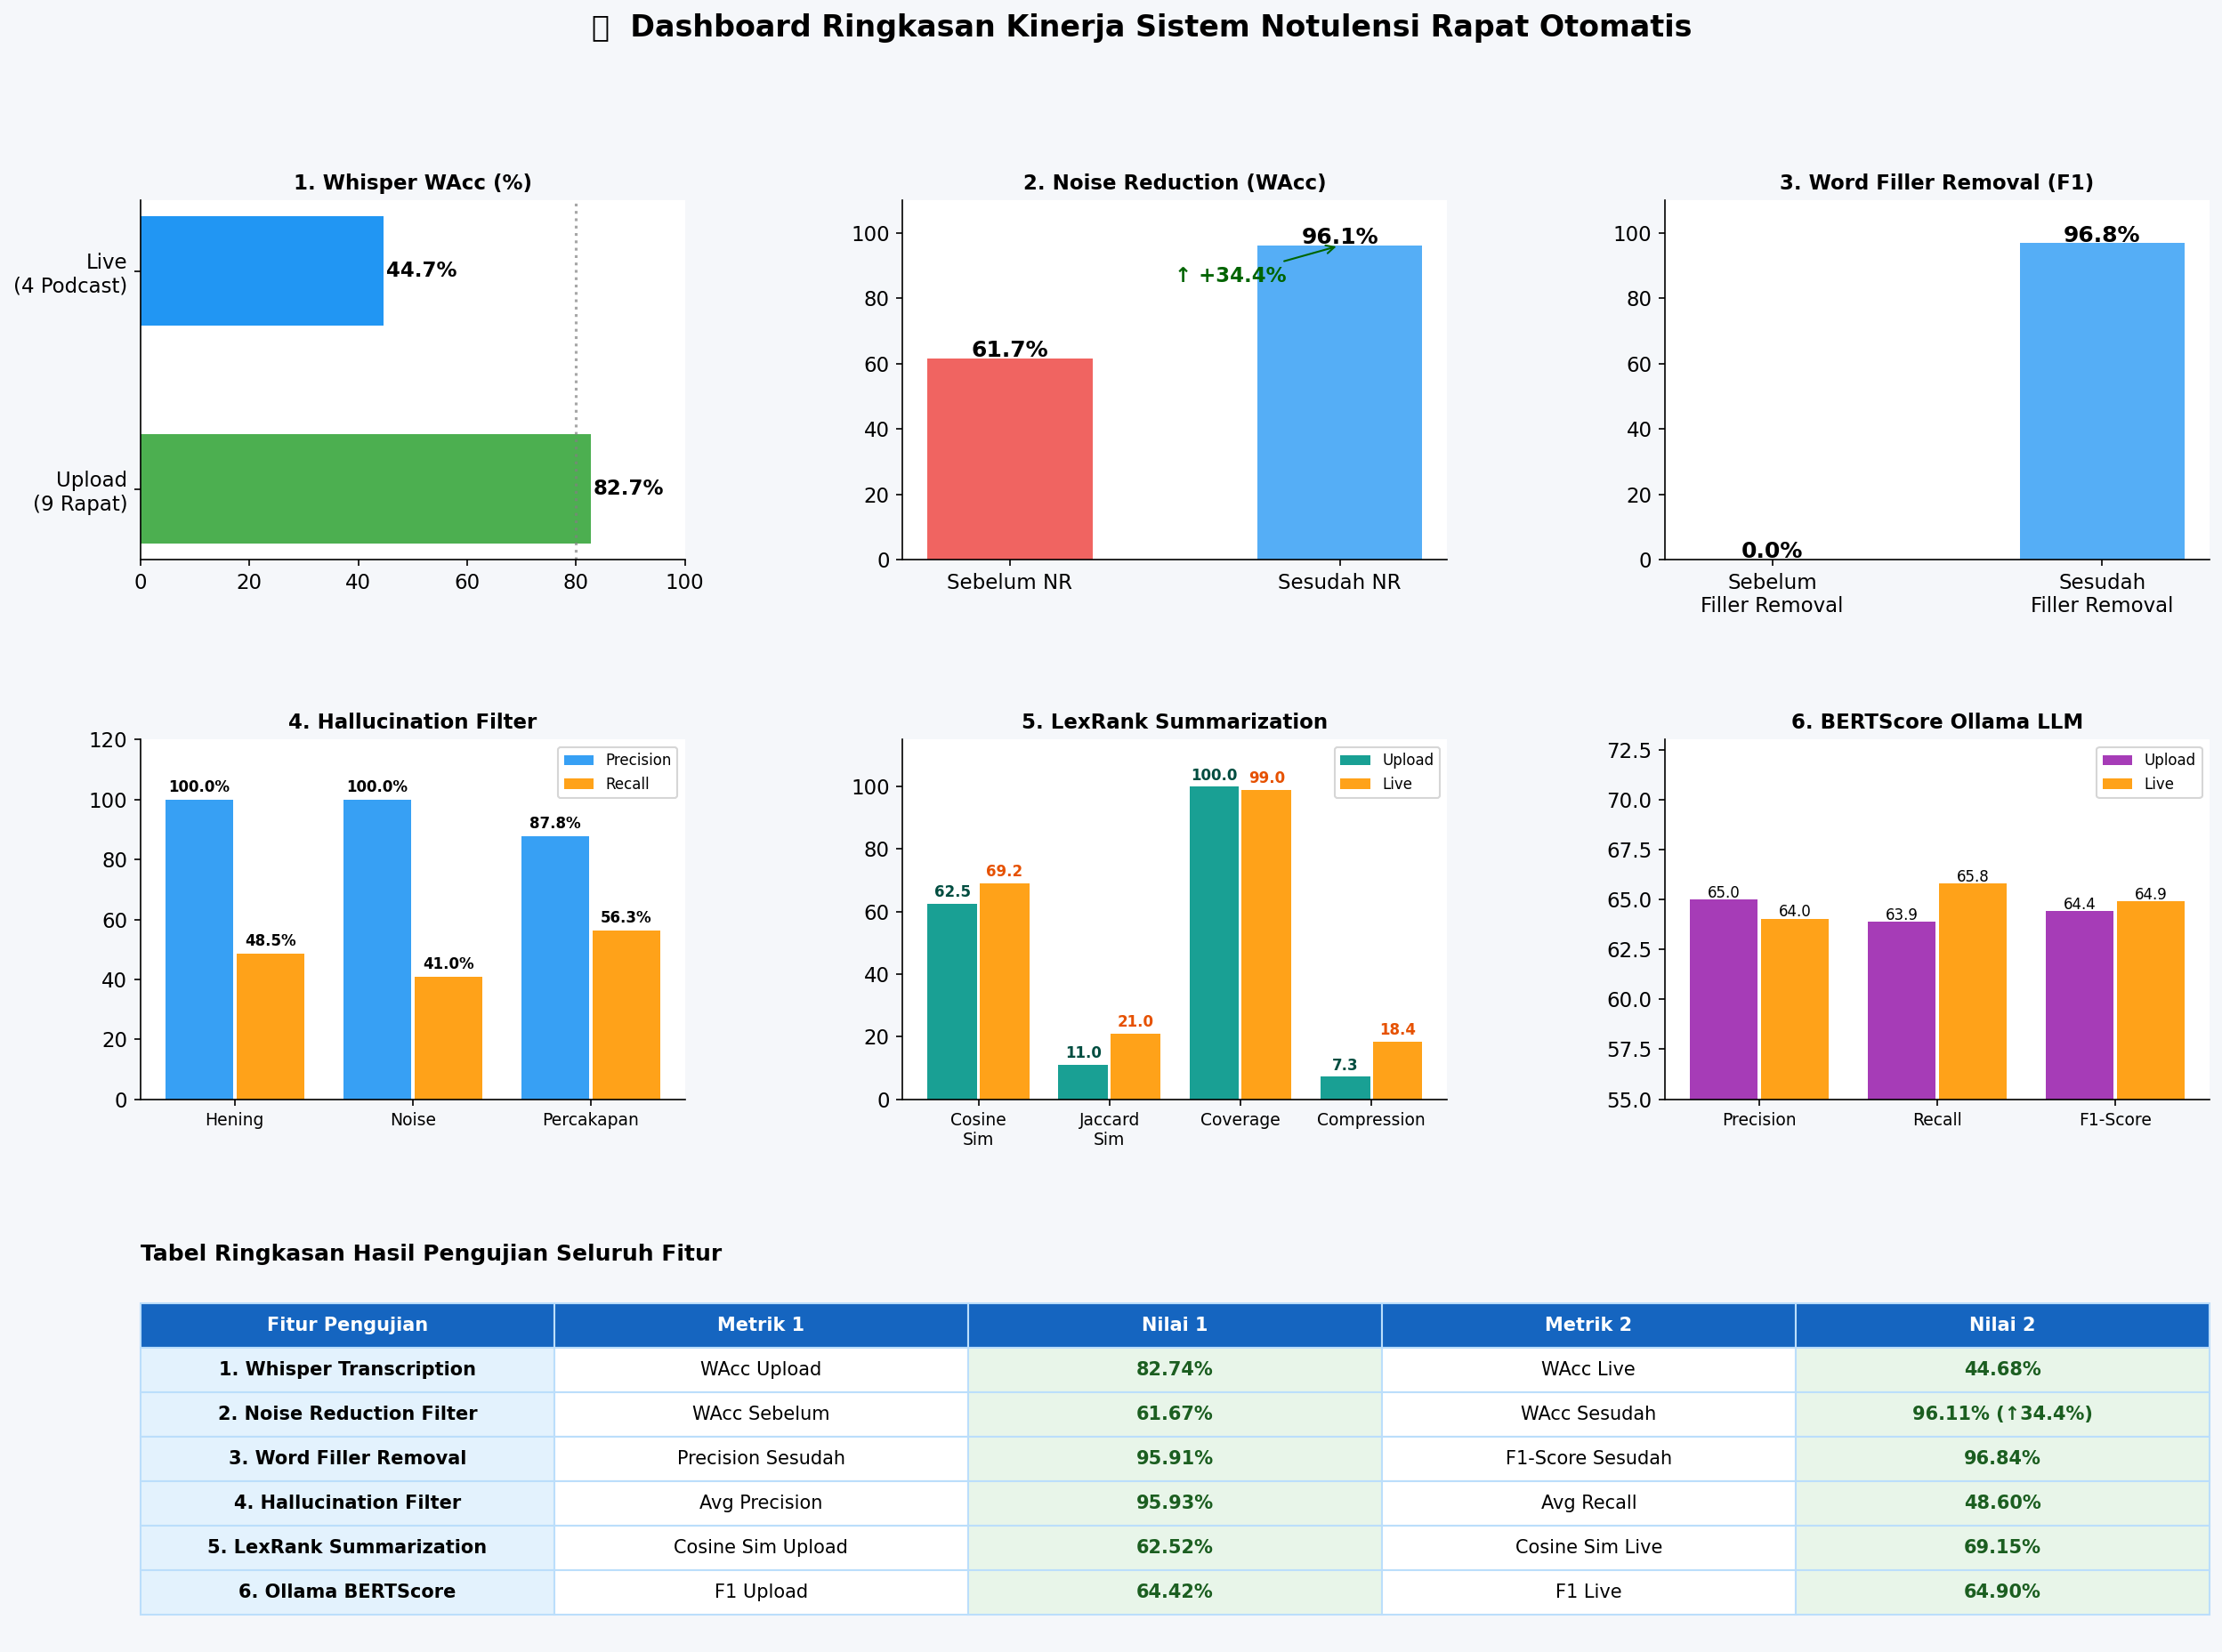 Dashboard Ringkasan Kinerja Sistem Notulensi Rapat Otomatis
1. Whisper WAcc (%)
Live
(4 Podcast)
44.7%
Upload
(9 Rapat)
82.7%
0 20 40 60 80 100
2. Noise Reduction (WAcc)
100
80
60
40
20
0
61.7%
96.1%
↑ +34.4%
Sebelum NR Sesudah NR
3. Word Filler Removal (F1)
100
80
60
40
20
0
0.0%
96.8%
Sebelum
Filler Removal
Sesudah
Filler Removal
4. Hallucination Filter
120
100
80
60
40
20
0
Precision
Recall
100.0%
48.5%
100.0%
41.0%
87.8%
56.3%
Hening Noise Percakapan
5. LexRank Summarization
100
80
60
40
20
0
Upload
Live
62.5
69.2
11.0
21.0
100.0
99.0
7.3
18.4
Cosine
Sim
Jaccard
Sim
Coverage
Compression
6. BERTScore Ollama LLM
72.5
70.0
67.5
65.0
62.5
60.0
57.5
55.0
Upload
Live
65.0
64.0
63.9
65.8
64.4
64.9
Precision Recall F1-Score
Tabel Ringkasan Hasil Pengujian Seluruh Fitur
Fitur Pengujian Metrik 1 Nilai 1 Metrik 2 Nilai 2
1. Whisper Transcription WAcc Upload 82.74% WAcc Live 44.68%
2. Noise Reduction Filter WAcc Sebelum 61.67% WAcc Sesudah 96.11% (↑34.4%)
3. Word Filler Removal Precision Sesudah 95.91% F1-Score Sesudah 96.84%
4. Hallucination Filter Avg Precision 95.93% Avg Recall 48.60%
5. LexRank Summarization Cosine Sim Upload 62.52% Cosine Sim Live 69.15%
6. Ollama BERTScore F1 Upload 64.42% F1 Live 64.90%